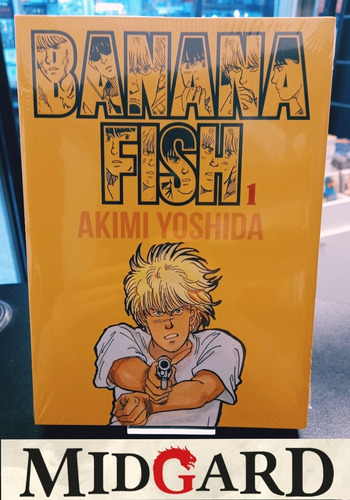 BANANA
FISH
1
AKIMI YOSHIDA
MIDGARD